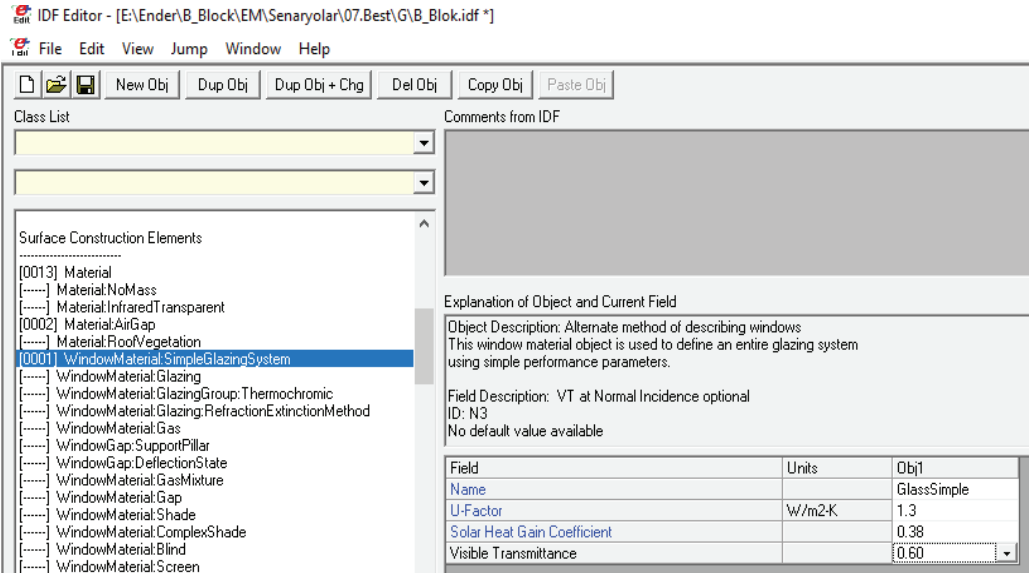 IDF Editor - [E:\Ender\B_Block\EM\Senaryolar\07.Best\G\B_Blok.idf *]
File Edit View Jump Window Help
New Obj Dup Obj Dup Obj + Chg Del Obj Copy Obj Paste Obj
Class List
Comments from IDF
Surface Construction Elements
--------------------------
[0013] Material
[------] Material:NoMass
[------] Material:InfraredTransparent
[0002] Material:AirGap
[------] Material:RoofVegetation
[0001] WindowMaterial:SimpleGlazingSystem
[------] WindowMaterial:Glazing
[------] WindowMaterial:GlazingGroup:Thermochromic
[------] WindowMaterial:Glazing:RefractionExtinctionMethod
[------] WindowMaterial:Gas
[------] WindowGap:SupportPillar
[------] WindowGap:DeflectionState
[------] WindowMaterial:GasMixture
[------] WindowMaterial:Gap
[------] WindowMaterial:Shade
[------] WindowMaterial:ComplexShade
[------] WindowMaterial:Blind
[------] WindowMaterial:Screen
Explanation of Object and Current Field
Object Description: Alternate method of describing windows
This window material object is used to define an entire glazing system
using simple performance parameters.
Field Description: VT at Normal Incidence optional
ID: N3
No default value available
Field Units Obj1
Name GlassSimple
U-Factor W/m2-K 1.3
Solar Heat Gain Coefficient 0.38
Visible Transmittance 0.60